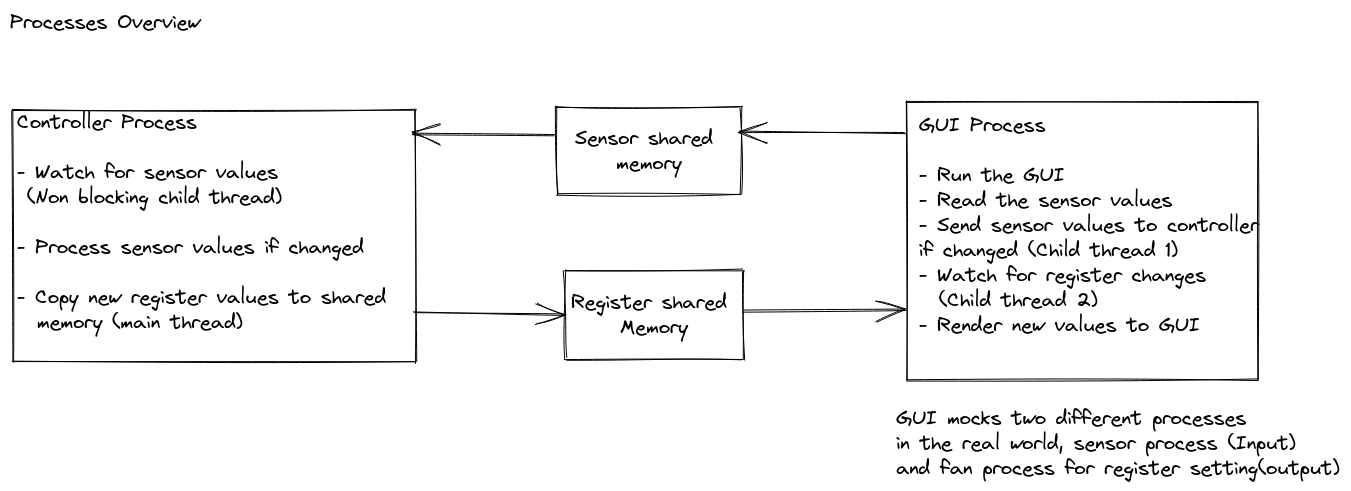 Processes Overview
Controller Process
- Watch for sensor values
(Non blocking child thread)
- Process sensor values if changed
- Copy new register values to shared
memory (main thread)
Sensor shared
memory
Register shared
Memory
GUI Process
- Run the GUI
- Read the sensor values
- Send sensor values to controller
if changed (Child thread 1)
- Watch for register changes
(Child thread 2)
- Render new values to GUI
GUI mocks two different processes
in the real world, sensor process (Input)
and fan process for register setting(output)